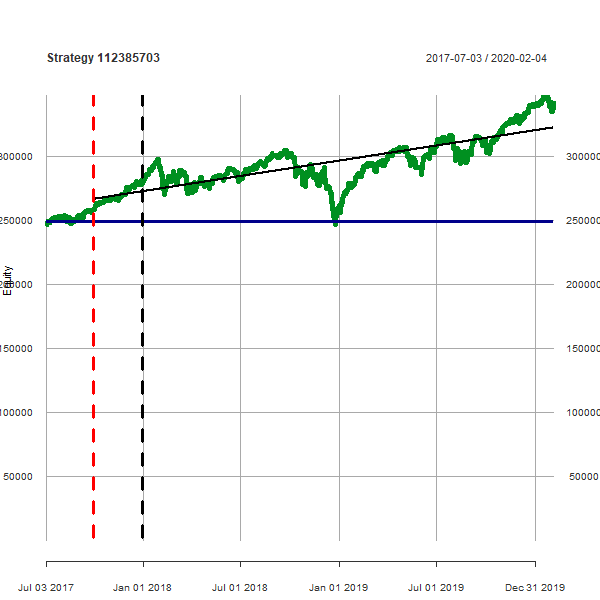 Strategy 112385703
2017-07-03 / 2020-02-04
300000
300000
250000
250000
Equity
200000
200000
150000
150000
100000
100000
50000
50000
Jul 03 2017
Jan 01 2018
Jul 01 2018
Jan 01 2019
Jul 01 2019
Dec 31 2019